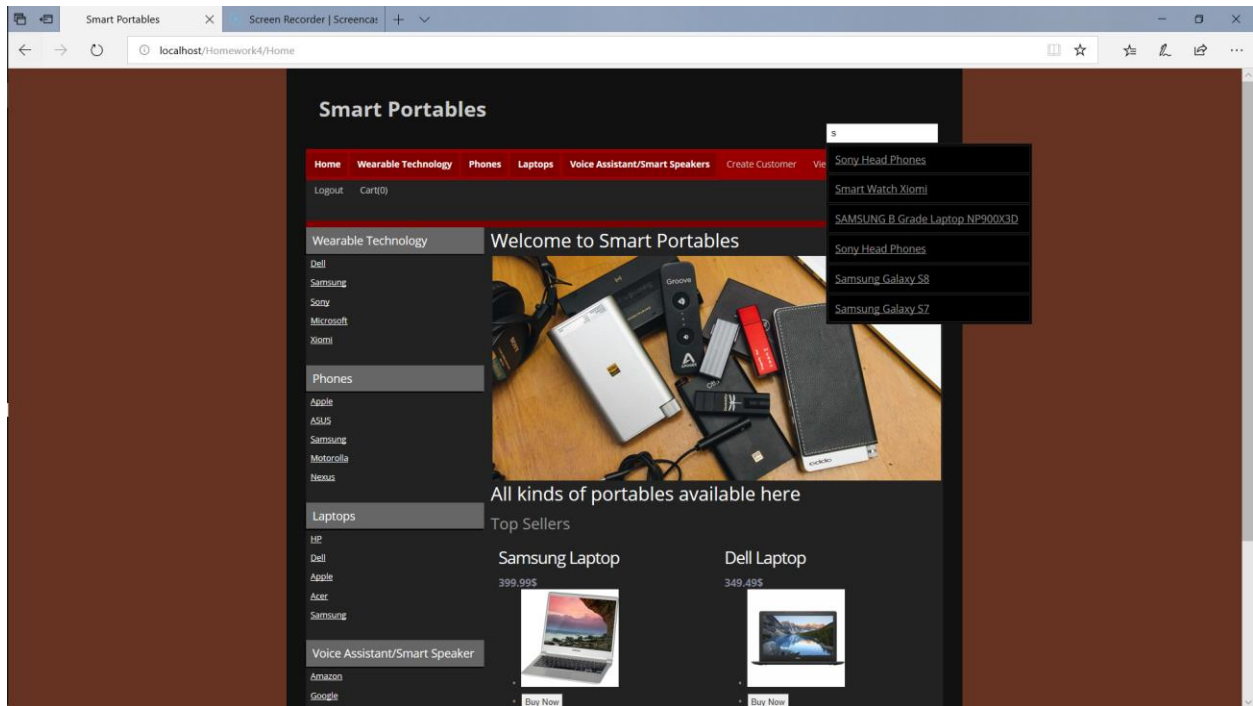 Smart Portables
Screen Recorder | Screencas
localhost/Homework4/Home
Smart Portables
s
Home Wearable Technology Phones Laptops Voice Assistant/Smart Speakers Create Customer Vie
Logout Cart(0)
Sony Head Phones
Smart Watch Xiomi
SAMSUNG B Grade Laptop NP900X3D
Sony Head Phones
Samsung Galaxy S8
Samsung Galaxy S7
Wearable Technology
Dell
Samsung
Sony
Microsoft
Xiomi
Phones
Apple
ASUS
Samsung
Motorolla
Nexus
Laptops
HP
Dell
Apple
Acer
Samsung
Voice Assistant/Smart Speaker
Amazon
Google
Welcome to Smart Portables
Groove
oppo
All kinds of portables available here
Top Sellers
Samsung Laptop
399.99$
Buy Now
Dell Laptop
349.49$
Buy Now